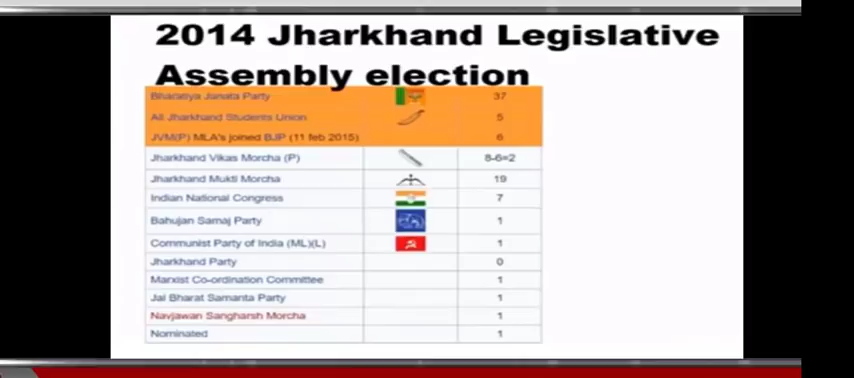 2014 Jharkhand Legislative
Assembly election
Bharatiya Janata Party 37
All Jharkhand Students Union 5
JVM(P) MLA's joined BJP (11 feb 2015) 6
Jharkhand Vikas Morcha (P) 8-6=2
Jharkhand Mukti Morcha 19
Indian National Congress 7
Bahujan Samaj Party 1
Communist Party of India (ML)(L) 1
Jharkhand Party 0
Marxist Co-ordination Committee 1
Jai Bharat Samanta Party 1
Navjawan Sangharsh Morcha 1
Nominated 1